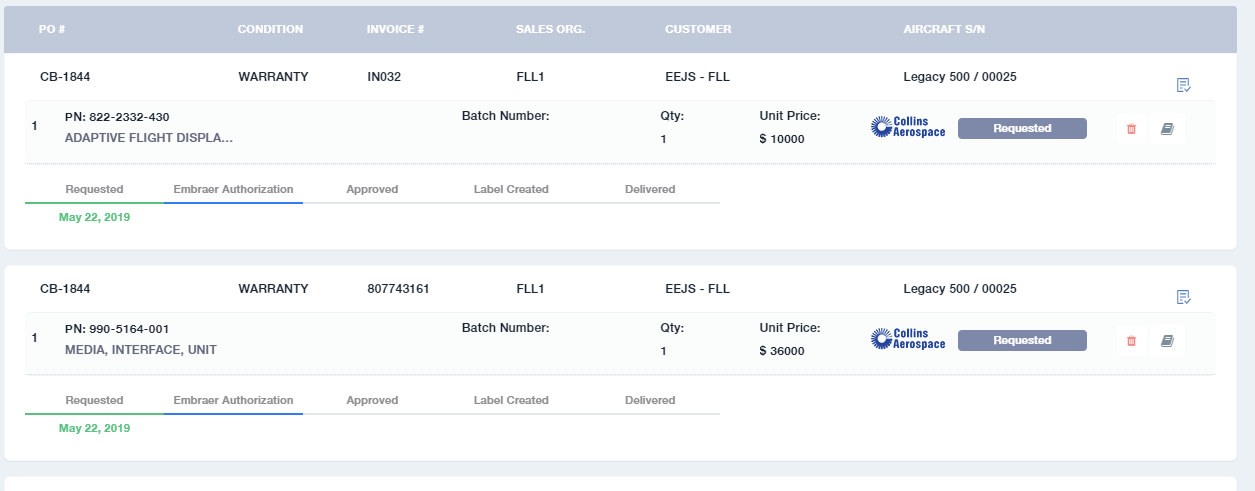 PO # CONDITION INVOICE # SALES ORG. CUSTOMER AIRCRAFT S/N
CB-1844 WARRANTY IN032 FLL1 EEJS - FLL Legacy 500 / 00025
1 PN: 822-2332-430 Batch Number: Qty: Unit Price: Collins Aerospace Requested
ADAPTIVE FLIGHT DISPLA... 1 $ 10000
Requested Embraer Authorization Approved Label Created Delivered
May 22, 2019
CB-1844 WARRANTY 807743161 FLL1 EEJS - FLL Legacy 500 / 00025
1 PN: 990-5164-001 Batch Number: Qty: Unit Price: Collins Aerospace Requested
MEDIA, INTERFACE, UNIT 1 $ 36000
Requested Embraer Authorization Approved Label Created Delivered
May 22, 2019